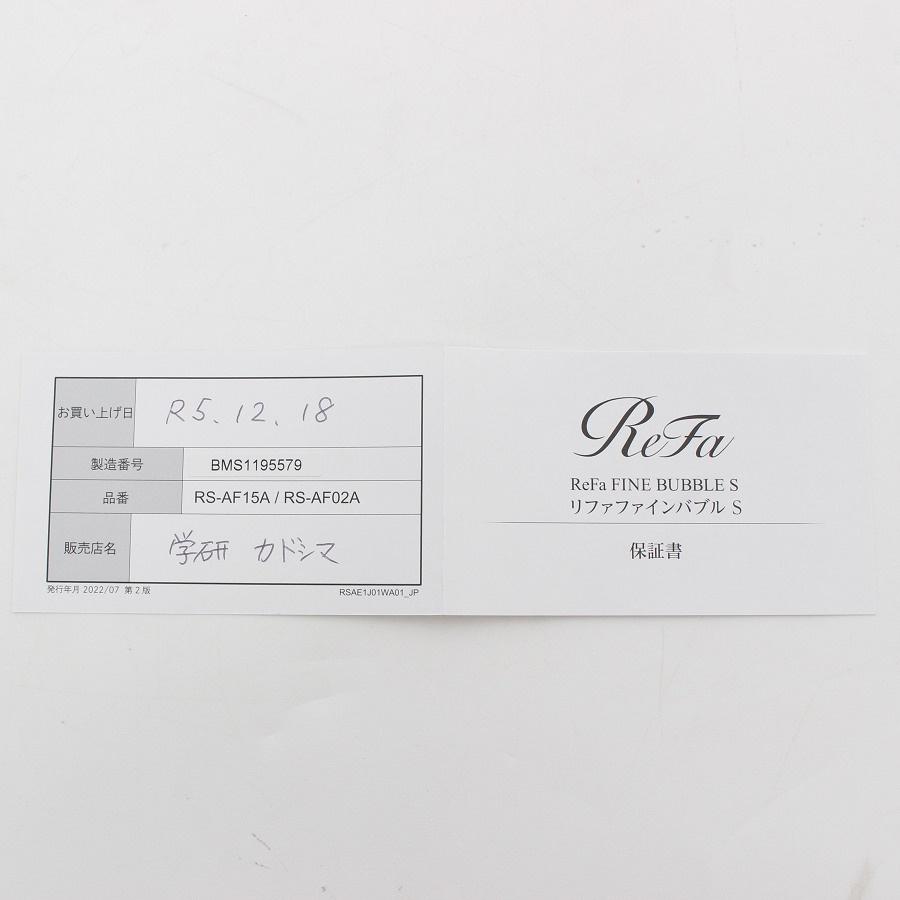 お買い上げ日 R5.12.18
製造番号 BMS1195579
品番 RS-AF15A / RS-AF02A
販売店名 学研 カドシマ
発行年月 2022/07 第2版 RSAE1J01WA01_JP
ReFa
ReFa FINE BUBBLE S
リファファインバブル S
保証書